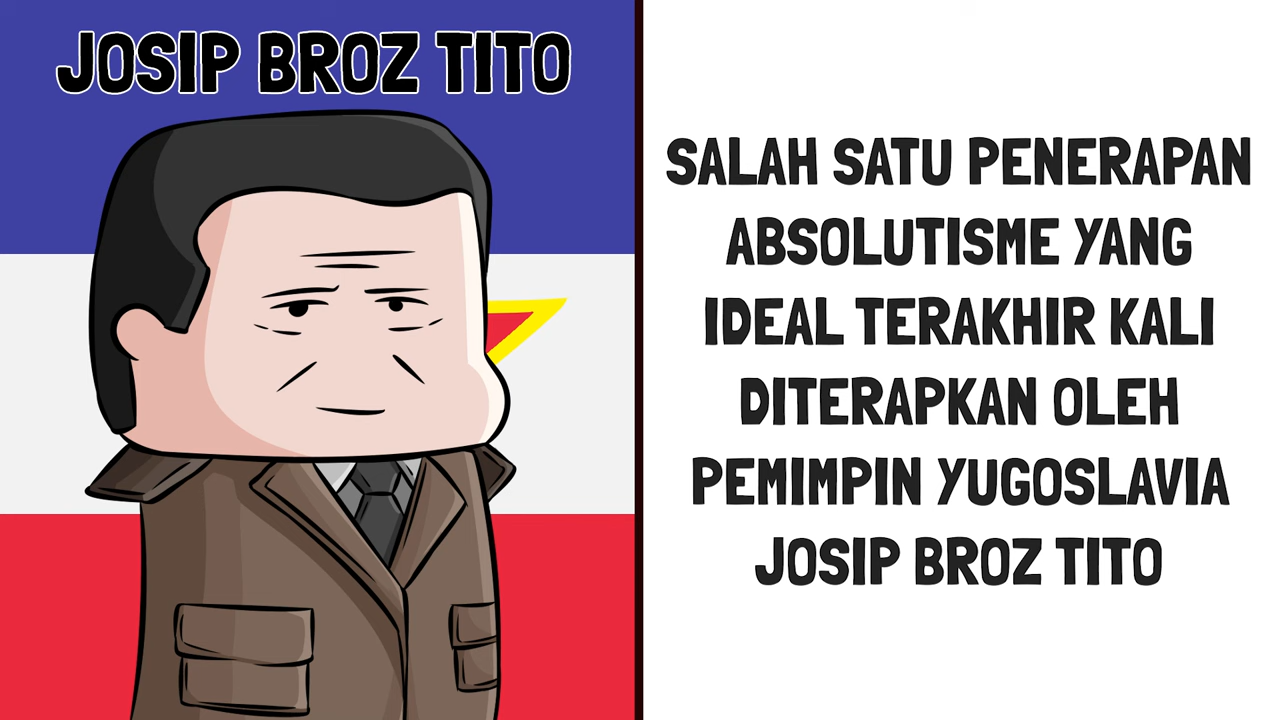 JOSIP BROZ TITO
SALAH SATU PENERAPAN
ABSOLUTISME YANG
IDEAL TERAKHIR KALI
DITERAPKAN OLEH
PEMIMPIN YUGOSLAVIA
JOSIP BROZ TITO